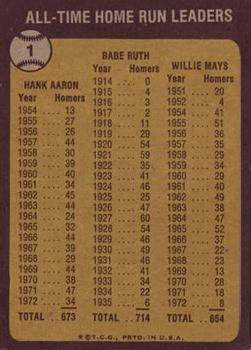 ALL-TIME HOME RUN LEADERS
1
HANK AARON
Year Homers
1954 .... 13
1955 .... 27
1956 .... 26
1957 .... 44
1958 .... 30
1959 .... 39
1960 .... 40
1961 .... 34
1962 .... 45
1963 .... 44
1964 .... 24
1965 .... 32
1966 .... 44
1967 .... 39
1968 .... 29
1969 .... 44
1970 .... 38
1971 .... 47
1972 .... 34
TOTAL .. 673
BABE RUTH
Year Homers
1914 .... 0
1915 .... 4
1916 .... 3
1917 .... 2
1918 .... 11
1919 .... 29
1920 .... 54
1921 .... 59
1922 .... 35
1923 .... 41
1924 .... 46
1925 .... 25
1926 .... 47
1927 .... 60
1928 .... 54
1929 .... 46
1930 .... 49
1931 .... 46
1932 .... 41
1933 .... 34
1934 .... 22
1935 .... 6
TOTAL .. 714
WILLIE MAYS
Year Homers
1951 .... 20
1952 .... 4
1954 .... 41
1955 .... 51
1956 .... 36
1957 .... 35
1958 .... 29
1959 .... 34
1960 .... 29
1961 .... 40
1962 .... 49
1963 .... 38
1964 .... 47
1965 .... 52
1966 .... 37
1967 .... 22
1968 .... 23
1969 .... 13
1970 .... 28
1971 .... 18
1972 .... 8
TOTAL .. 654
©T.C.G., PRTD. IN U.S.A.